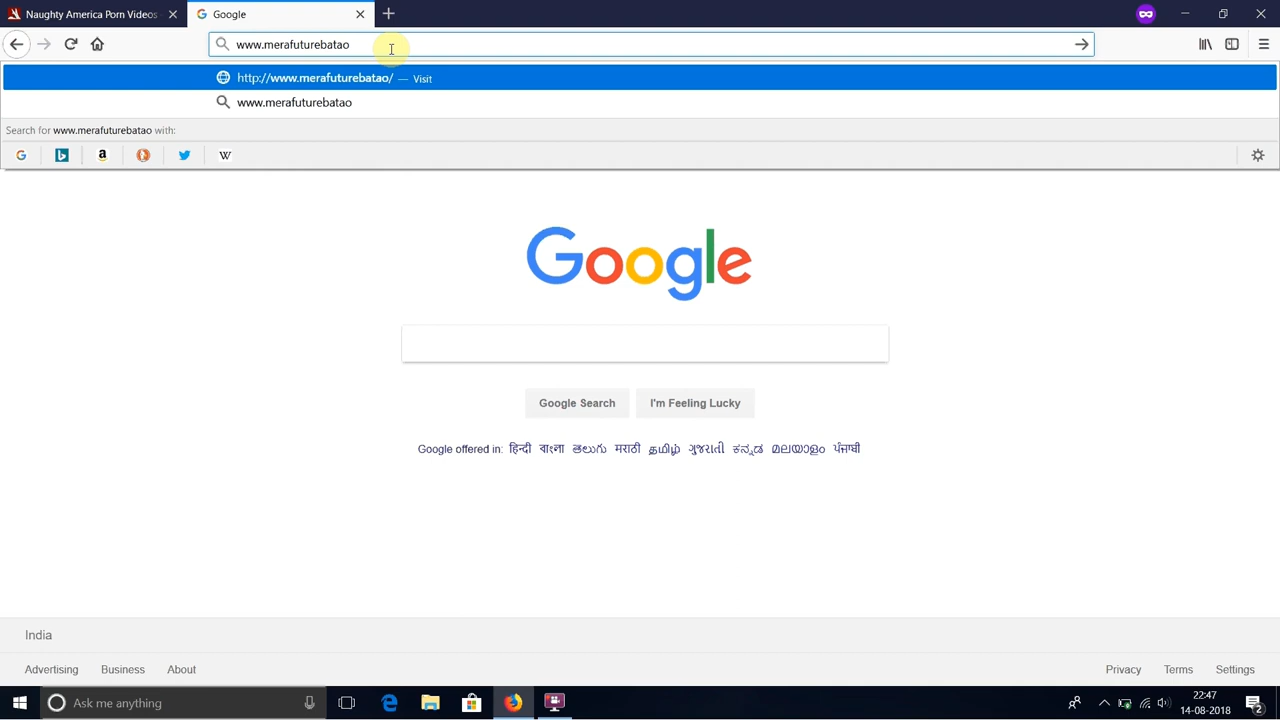 Naughty America Porn Videos -
Google
www.merafuturebatao
http://www.merafuturebatao/ — Visit
www.merafuturebatao
Search for www.merafuturebatao with:
Google
Google Search
I'm Feeling Lucky
Google offered in: हिन्दी বাংলা తెలుగు मराठी தமிழ் ગુજરાતી ಕನ್ನಡ മലയാളം ਪੰਜਾਬੀ
India
Advertising Business About
Privacy Terms Settings
Ask me anything
22:47
14-08-2018
2